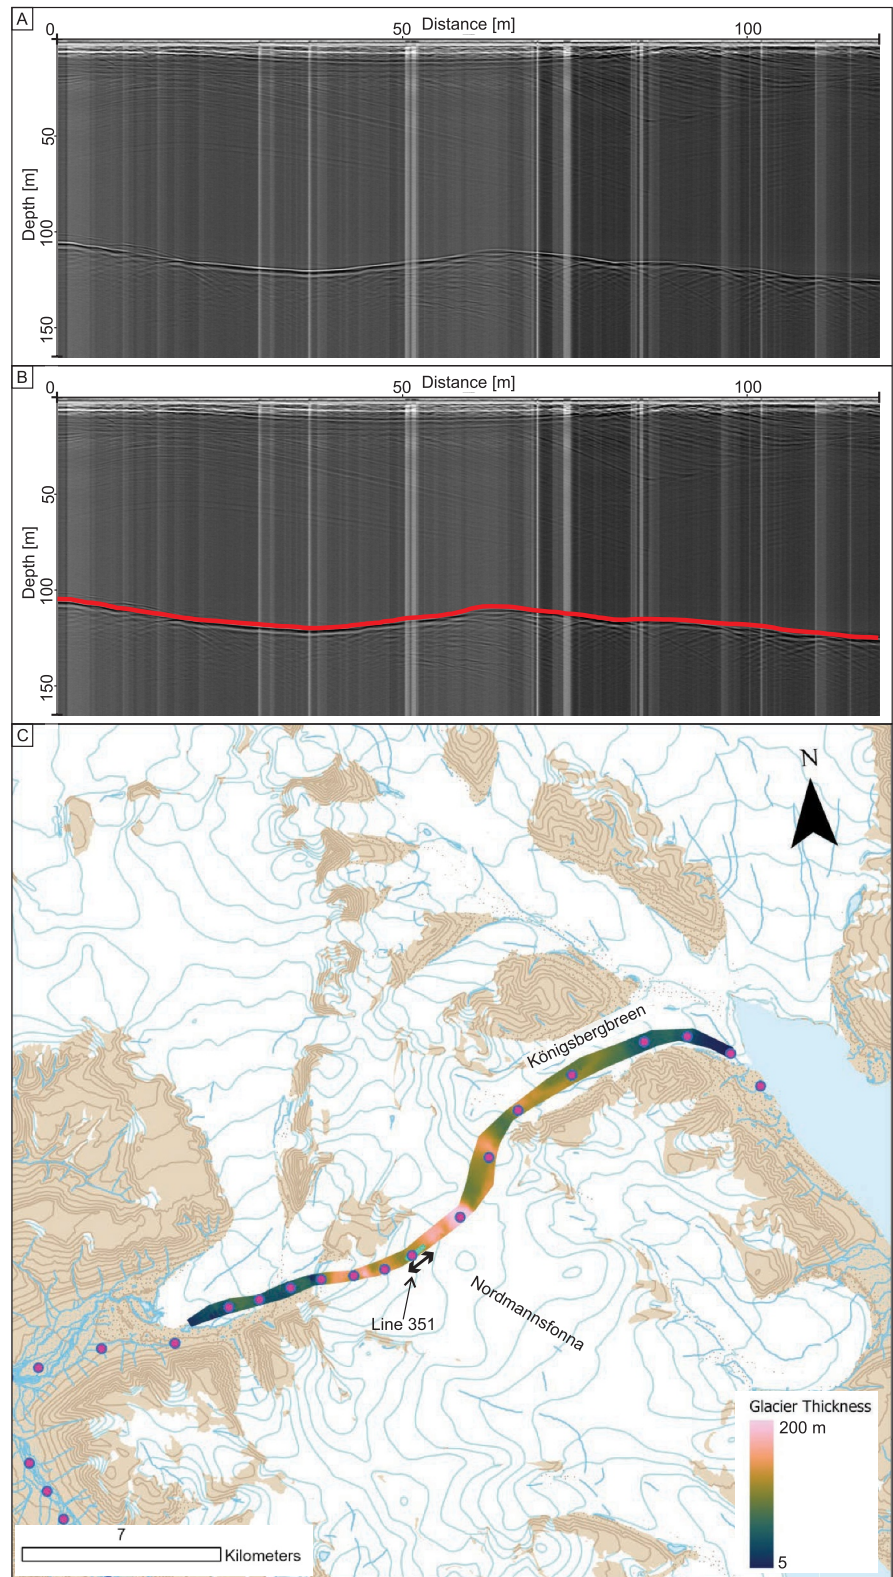 A
0
50
Distance [m]
100
50
Depth [m]
100
150
B
0
50
Distance [m]
100
50
Depth [m]
100
150
C
N
Königsbergbreen
Nordmannsfonna
Line 351
Glacier Thickness
200 m
5
7
Kilometers